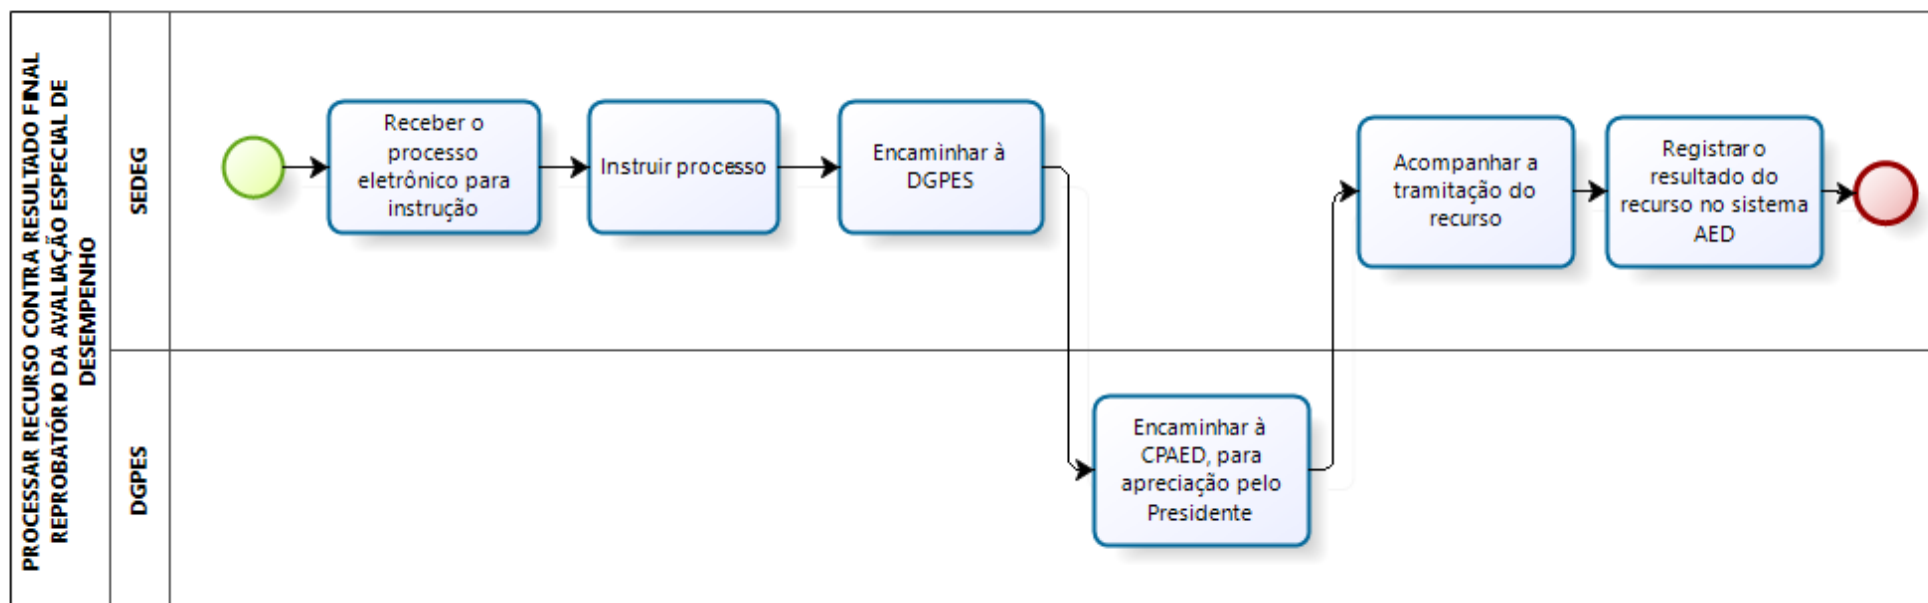 PROCESSAR RECURSO CONTRA RESULTADO FINAL
REPROBATÓRIO DA AVALIAÇÃO ESPECIAL DE
DESEMPENHO
SEDEG
Receber o
processo
eletrônico para
instrução
Instruir processo
Encaminhar à
DGPES
Acompanhar a
tramitação do
recurso
Registrar o
resultado do
recurso no sistema
AED
DGPES
Encaminhar à
CPAED, para
apreciação pelo
Presidente